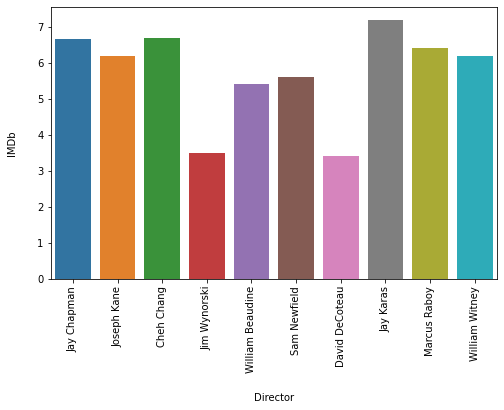 7
6
5
4
3
2
1
0
IMDb
Jay Chapman
Joseph Kane
Cheh Chang
Jim Wynorski
William Beaudine
Sam Newfield
David DeCoteau
Jay Karas
Marcus Raboy
William Witney
Director